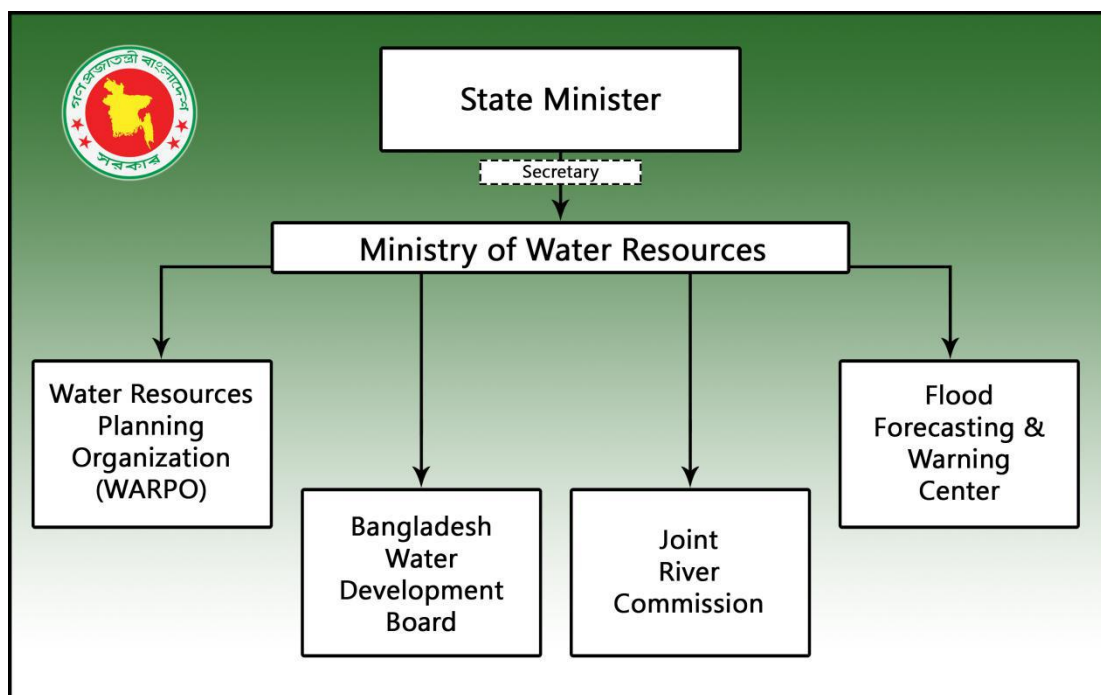 গণপ্রজাতন্ত্রী বাংলাদেশ
সরকার
State Minister
Secretary
Ministry of Water Resources
Water Resources
Planning
Organization
(WARPO)
Bangladesh
Water
Development
Board
Joint
River
Commission
Flood
Forecasting &
Warning
Center